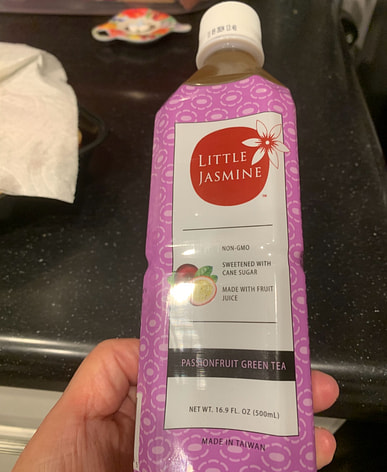 LITTLE
JASMINE
™
NON-GMO
SWEETENED WITH
CANE SUGAR
MADE WITH FRUIT
JUICE
PASSIONFRUIT GREEN TEA
NET WT. 16.9 FL. OZ (500mL)
MADE IN TAIWAN